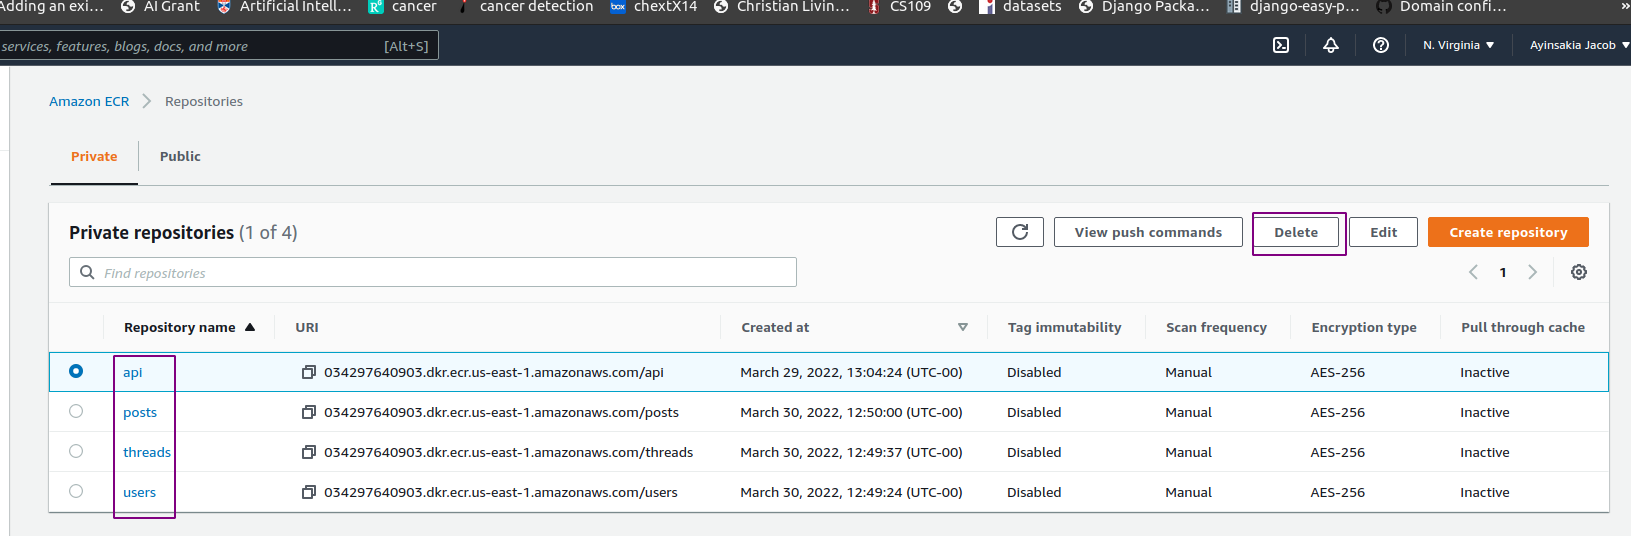 Adding an exi... AI Grant Artificial Intell... cancer cancer detection chextX14 Christian Livin... CS109 datasets Django Packa... django-easy-p... Domain confi... »
services, features, blogs, docs, and more [Alt+S] N. Virginia Ayinsakia Jacob
Amazon ECR Repositories
Private Public
Private repositories (1 of 4) View push commands Delete Edit Create repository
Find repositories 1
Repository name URI Created at Tag immutability Scan frequency Encryption type Pull through cache
api 034297640903.dkr.ecr.us-east-1.amazonaws.com/api March 29, 2022, 13:04:24 (UTC-00) Disabled Manual AES-256 Inactive
posts 034297640903.dkr.ecr.us-east-1.amazonaws.com/posts March 30, 2022, 12:50:00 (UTC-00) Disabled Manual AES-256 Inactive
threads 034297640903.dkr.ecr.us-east-1.amazonaws.com/threads March 30, 2022, 12:49:37 (UTC-00) Disabled Manual AES-256 Inactive
users 034297640903.dkr.ecr.us-east-1.amazonaws.com/users March 30, 2022, 12:49:24 (UTC-00) Disabled Manual AES-256 Inactive